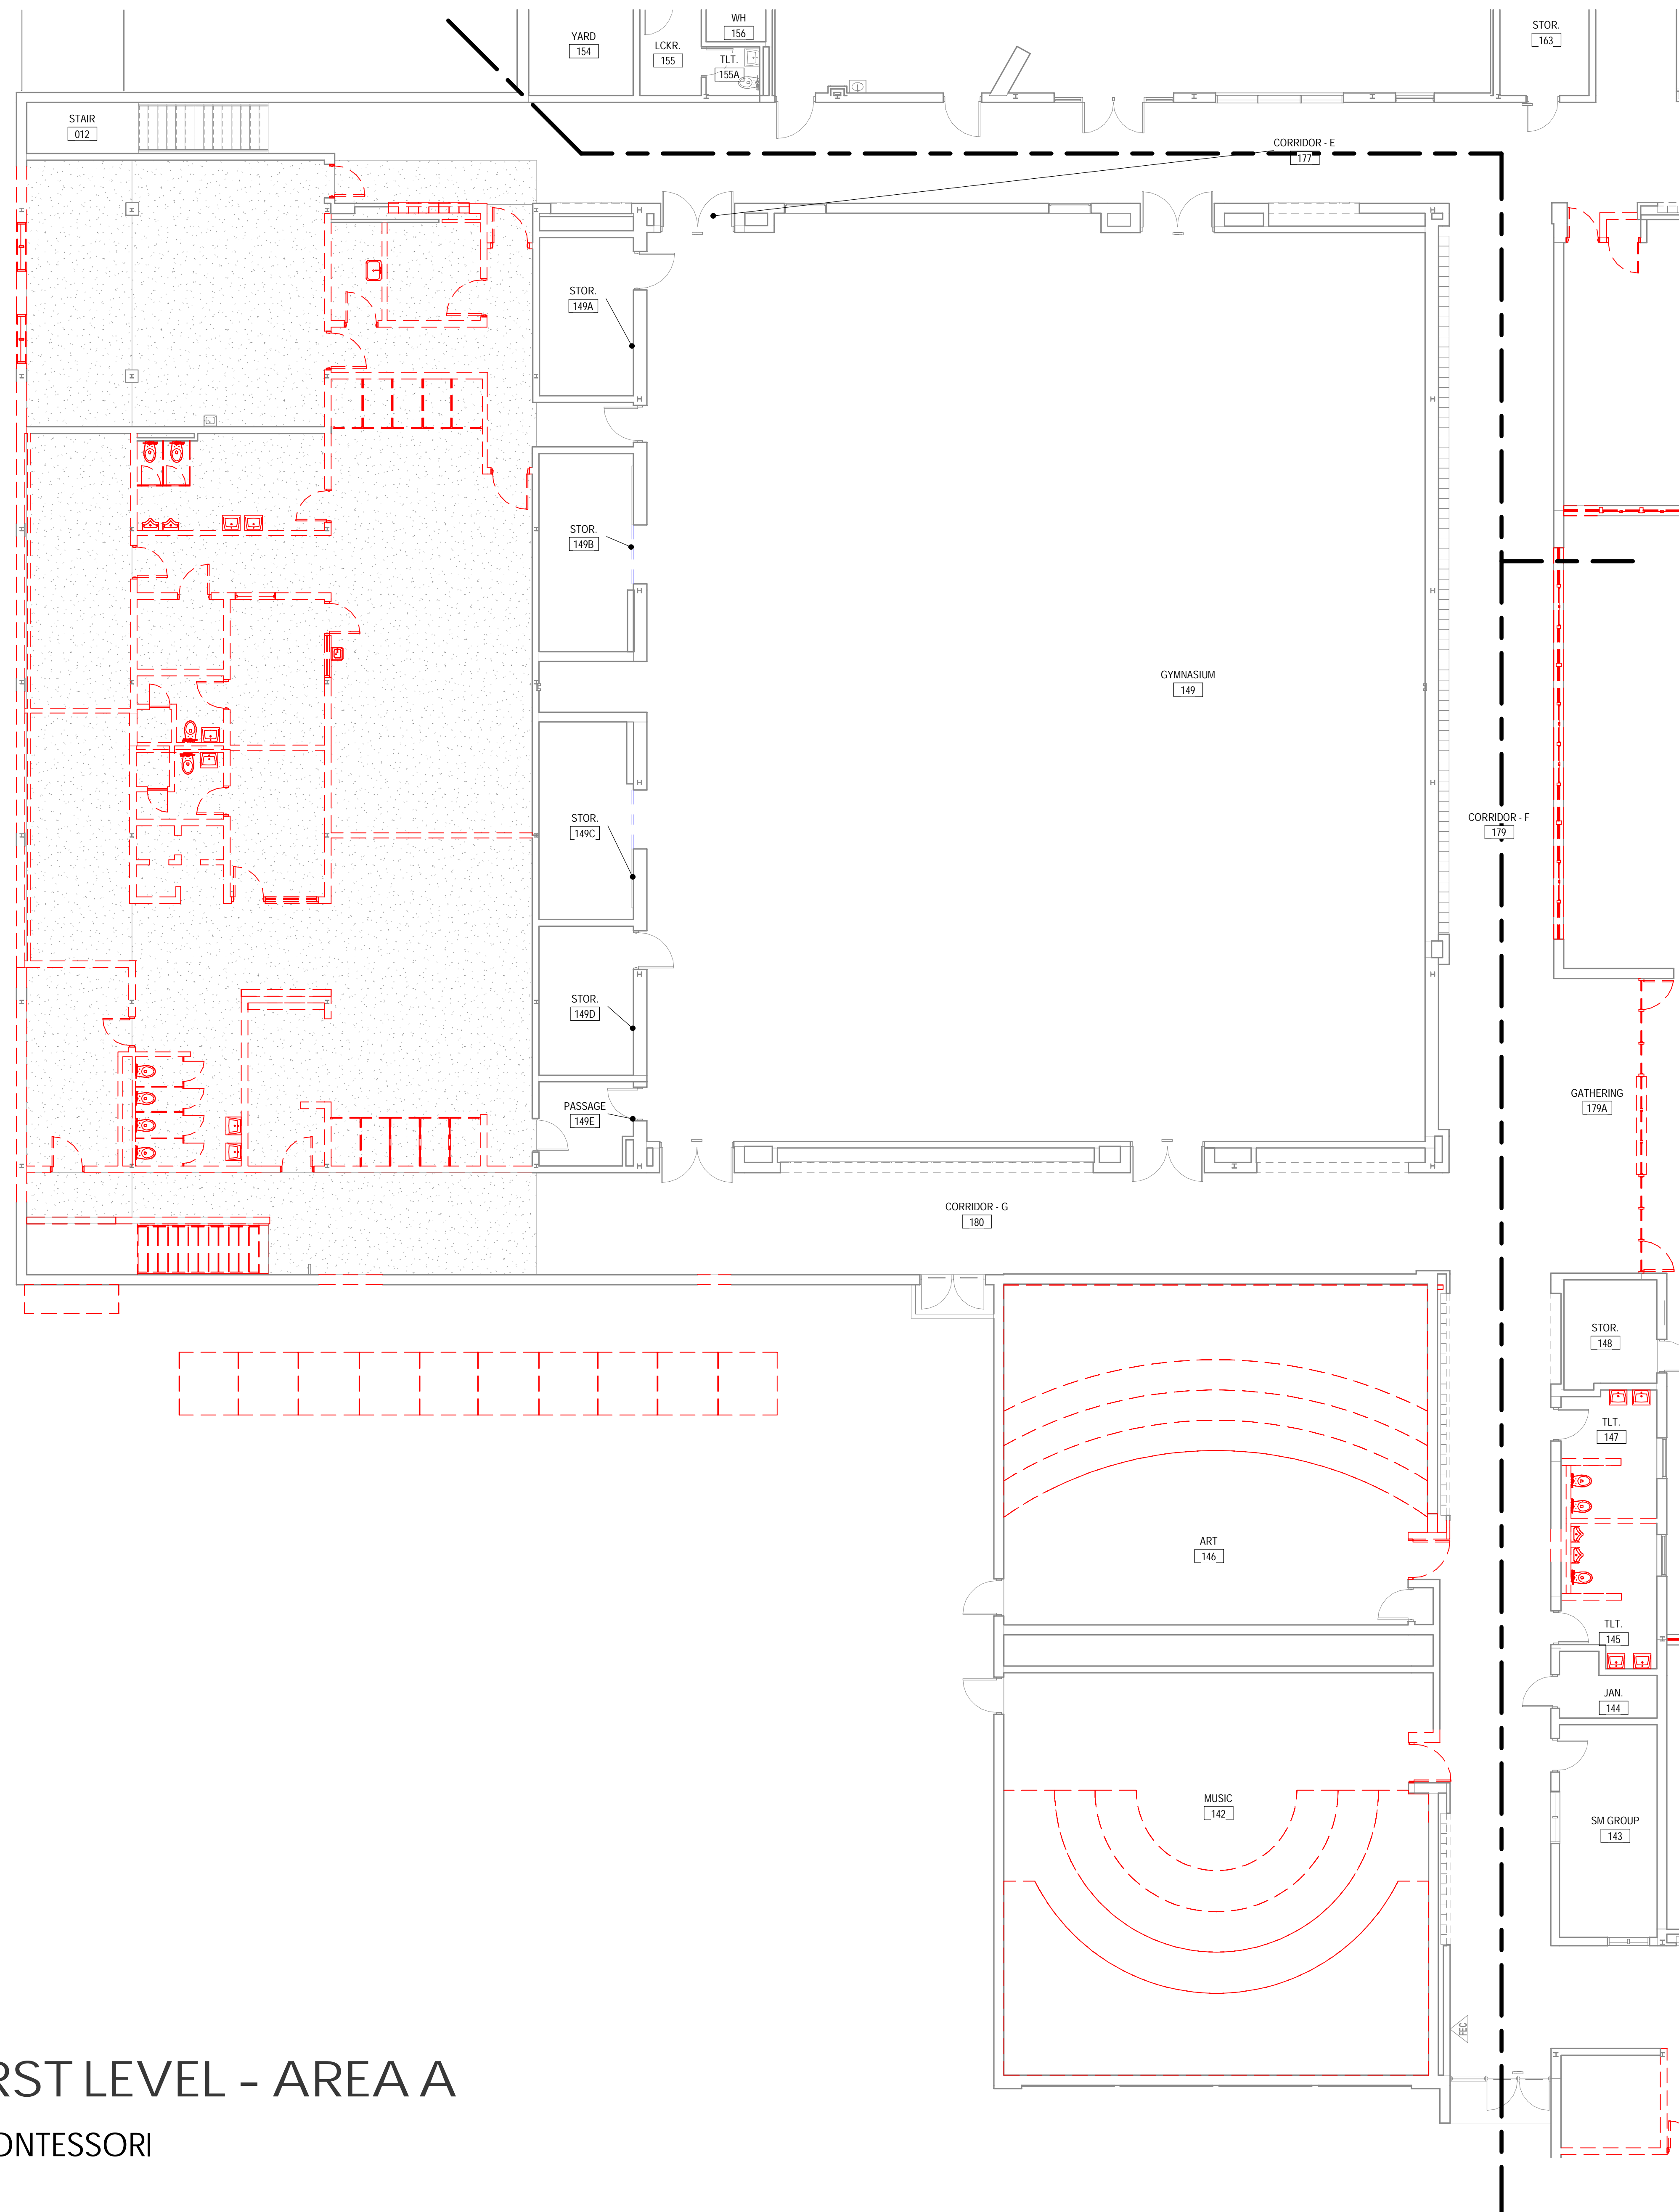 WH
156
YARD
154
LCKR.
155
TLT.
155A
STOR.
163
STAIR
012
CORRIDOR - E
177
STOR.
149A
STOR.
149B
GYMNASIUM
149
STOR.
149C
CORRIDOR - F
179
STOR.
149D
PASSAGE
149E
GATHERING
179A
CORRIDOR - G
180
STOR.
148
TLT.
147
ART
146
TLT.
145
JAN.
144
MUSIC
142
SM GROUP
143
FEC
RST LEVEL - AREA A
ONTESSORI